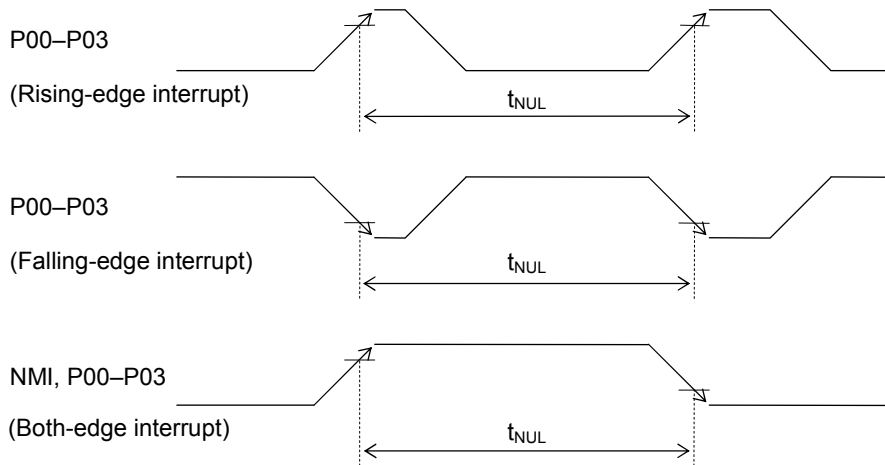 P00–P03
(Rising-edge interrupt)
tNUL
P00–P03
(Falling-edge interrupt)
tNUL
NMI, P00–P03
(Both-edge interrupt)
tNUL